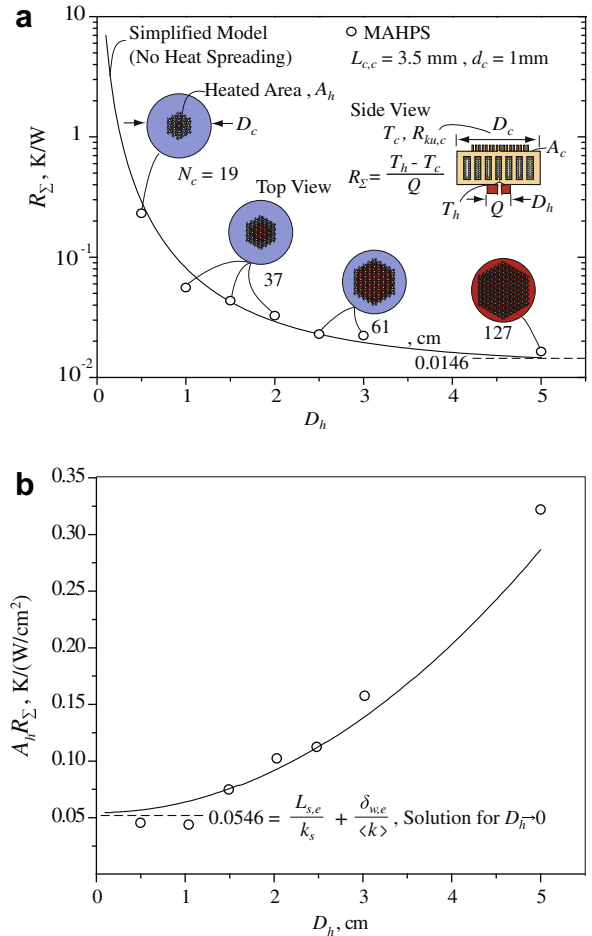 a
Simplified Model
(No Heat Spreading)
MAHPS
L_{c,c} = 3.5 mm , d_c = 1mm
Heated Area , A_h
D_c
N_c = 19
Top View
37
61
127
Side View
T_c, R_{ku,c}
D_c
A_c
R_Σ = \frac{T_h - T_c}{Q}
T_h
Q
D_h
, cm
0.0146
R_Σ , K/W
10^1
1
10^{-1}
10^{-2}
0 1 2 3 4 5
D_h
b
A_h R_Σ , K/(W/cm^2)
0.35
0.30
0.25
0.20
0.15
0.10
0.05
0.0546 = \frac{L_{s,e}}{k_s} + \frac{δ_{w,e}}{<k>} , Solution for D_h→0
0 1 2 3 4 5
D_h, cm